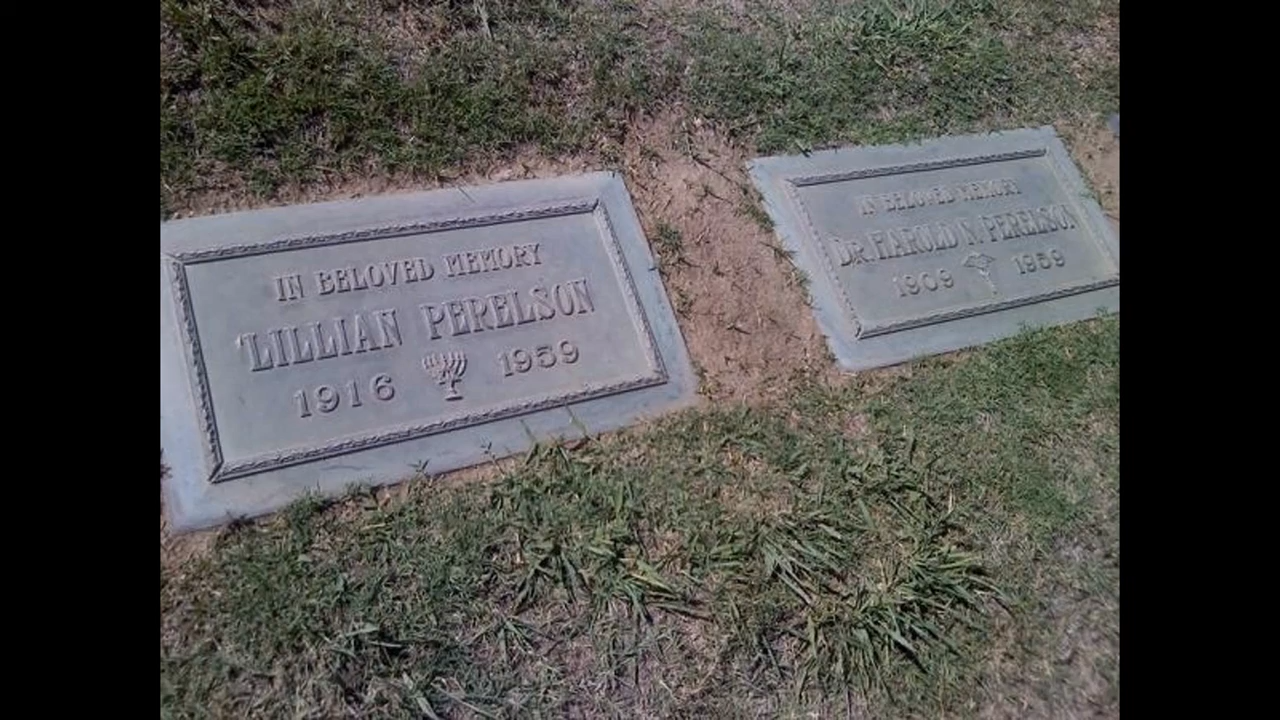 IN BELOVED MEMORY
LILLIAN PERELSON
1916 1959
IN BELOVED MEMORY
DR. HAROLD N. PERELSON
1909 1959